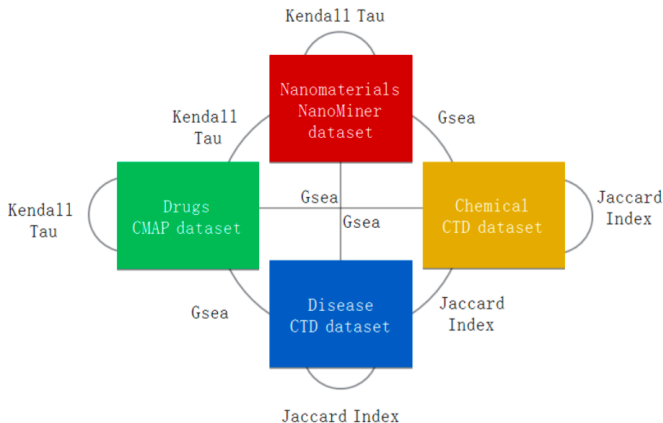 Kendall Tau
Nanomaterials
NanoMiner
dataset
Kendall
Tau
Gsea
Kendall
Tau
Drugs
CMAP dataset
Gsea
Gsea
Chemical
CTD dataset
Jaccard
Index
Gsea
Disease
CTD dataset
Jaccard
Index
Jaccard Index